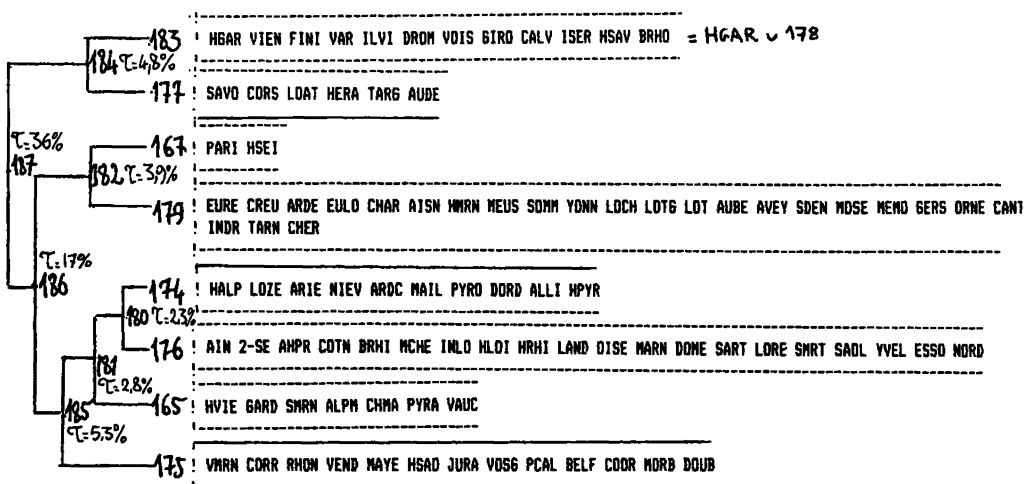 183 HGAR VIEN FINI VAR ILVI DROM VOIS GIRO CALV ISER HSAV BRHO = HGAR ∪ 178
184 τ=4,8%
177 SAVO CORS LOAT HERA TARG AUDE
τ=36%
187
167 PARI HSEI
182 τ=3,9%
179 EURE CREU ARDE EULO CHAR AISN HMRN MEUS SOMM YONN LOCH LOTG LOT AUBE AVEY SDEN MOSE MEMO GERS ORNE CANT
INDR TARN CHER
τ=17%
186
174 HALP LOZE ARIE NIEV ARDC MAIL PYRO DORD ALLI HPYR
180 τ=2,3%
176 AIN 2-SE AHPR COTN BRHI MCHE INLO HLOI HRHI LAND OISE MARN DOME SART LORE SMRT SAOL YVEL ESSO NORD
181
τ=2,8%
165 HVIE GARD SMRN ALPM CHMA PYRA VAUC
185
τ=5,3%
175 VMRN CORR RHON VEND MAYE HSAO JURA VOSG PCAL BELF COOR MORB DOUB